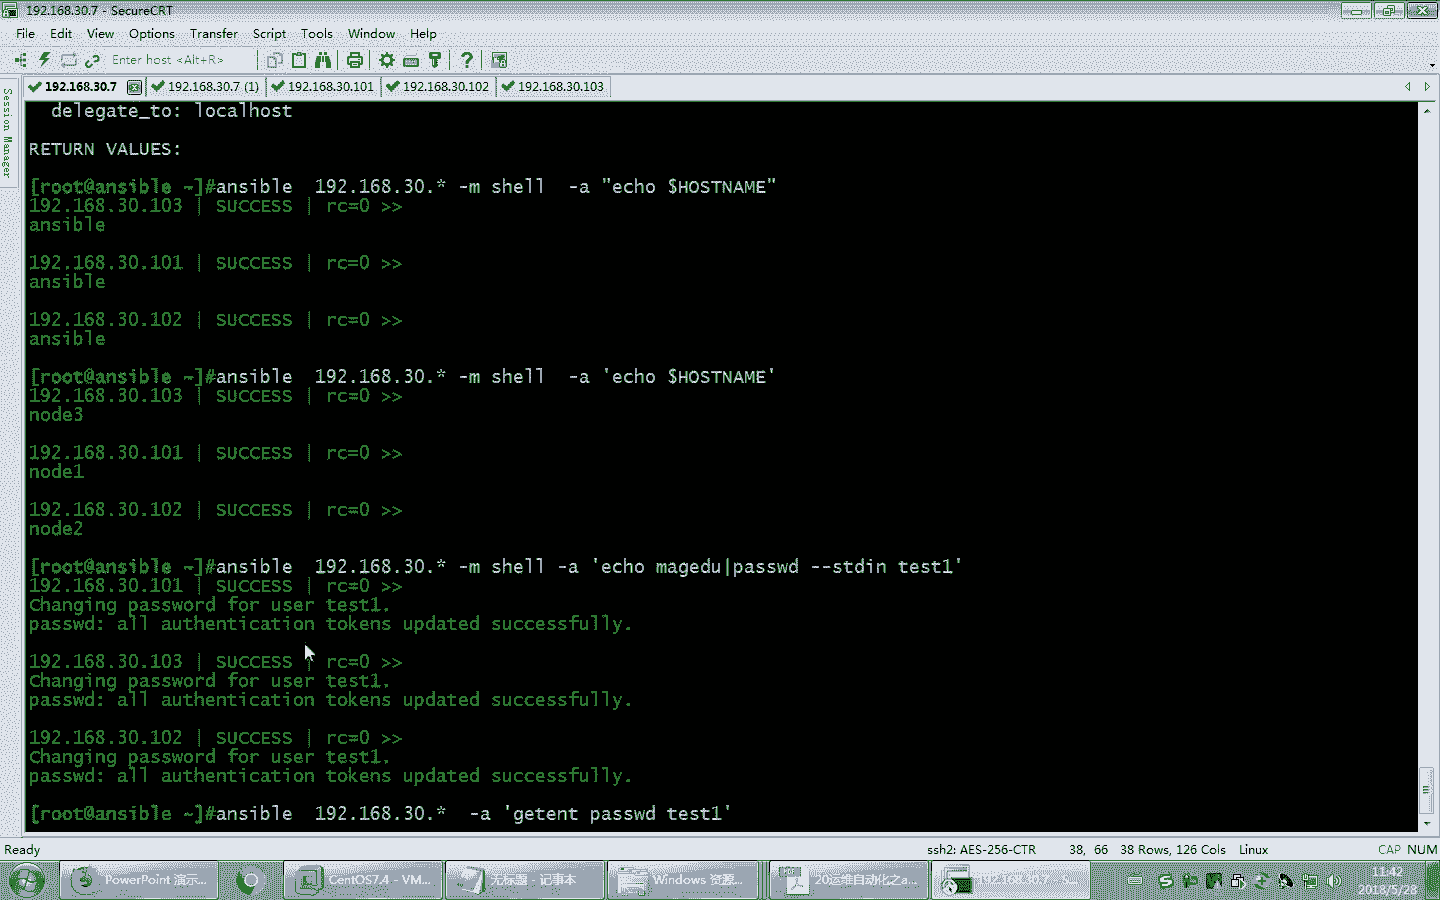 192.168.30.7 - SecureCRT
File Edit View Options Transfer Script Tools Window Help
Enter host <Alt+R>
192.168.30.7 192.168.30.7 (1) 192.168.30.101 192.168.30.102 192.168.30.103
Session Manager
delegate_to: localhost
RETURN VALUES:
[root@ansible ~]#ansible  192.168.30.* -m shell  -a "echo $HOSTNAME"
192.168.30.103 | SUCCESS | rc=0 >>
ansible
192.168.30.101 | SUCCESS | rc=0 >>
ansible
192.168.30.102 | SUCCESS | rc=0 >>
ansible
[root@ansible ~]#ansible  192.168.30.* -m shell  -a 'echo $HOSTNAME'
192.168.30.103 | SUCCESS | rc=0 >>
node3
192.168.30.101 | SUCCESS | rc=0 >>
node1
192.168.30.102 | SUCCESS | rc=0 >>
node2
[root@ansible ~]#ansible  192.168.30.* -m shell -a 'echo magedu|passwd --stdin test1'
192.168.30.101 | SUCCESS | rc=0 >>
Changing password for user test1.
passwd: all authentication tokens updated successfully.
192.168.30.103 | SUCCESS | rc=0 >>
Changing password for user test1.
passwd: all authentication tokens updated successfully.
192.168.30.102 | SUCCESS | rc=0 >>
Changing password for user test1.
passwd: all authentication tokens updated successfully.
[root@ansible ~]#ansible  192.168.30.*  -a 'getent passwd test1'
Ready ssh2: AES-256-CTR 38, 66 38 Rows, 126 Cols Linux CAP NUM
PowerPoint 演示... CentOS7.4 - VM... 无标题 - 记事本 Windows 资源... 20运维自动化之a... 192.168.30.7 - S... 11:42
2018/5/28